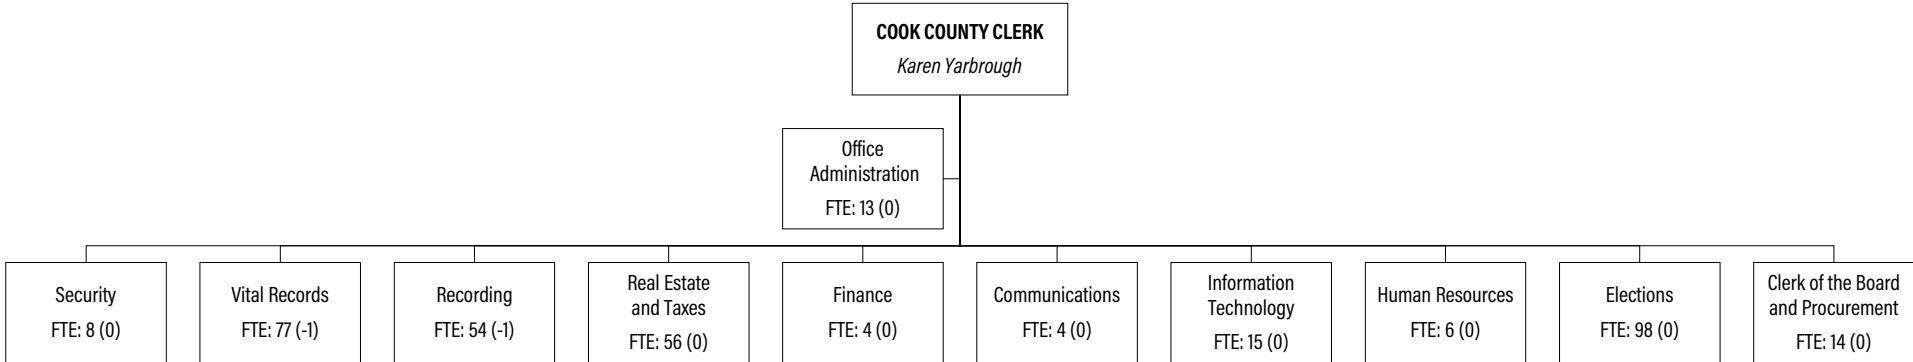 COOK COUNTY CLERK
Karen Yarbrough
Office
Administration
FTE: 13 (0)
Security
FTE: 8 (0)
Vital Records
FTE: 77 (-1)
Recording
FTE: 54 (-1)
Real Estate
and Taxes
FTE: 56 (0)
Finance
FTE: 4 (0)
Communications
FTE: 4 (0)
Information
Technology
FTE: 15 (0)
Human Resources
FTE: 6 (0)
Elections
FTE: 98 (0)
Clerk of the Board
and Procurement
FTE: 14 (0)